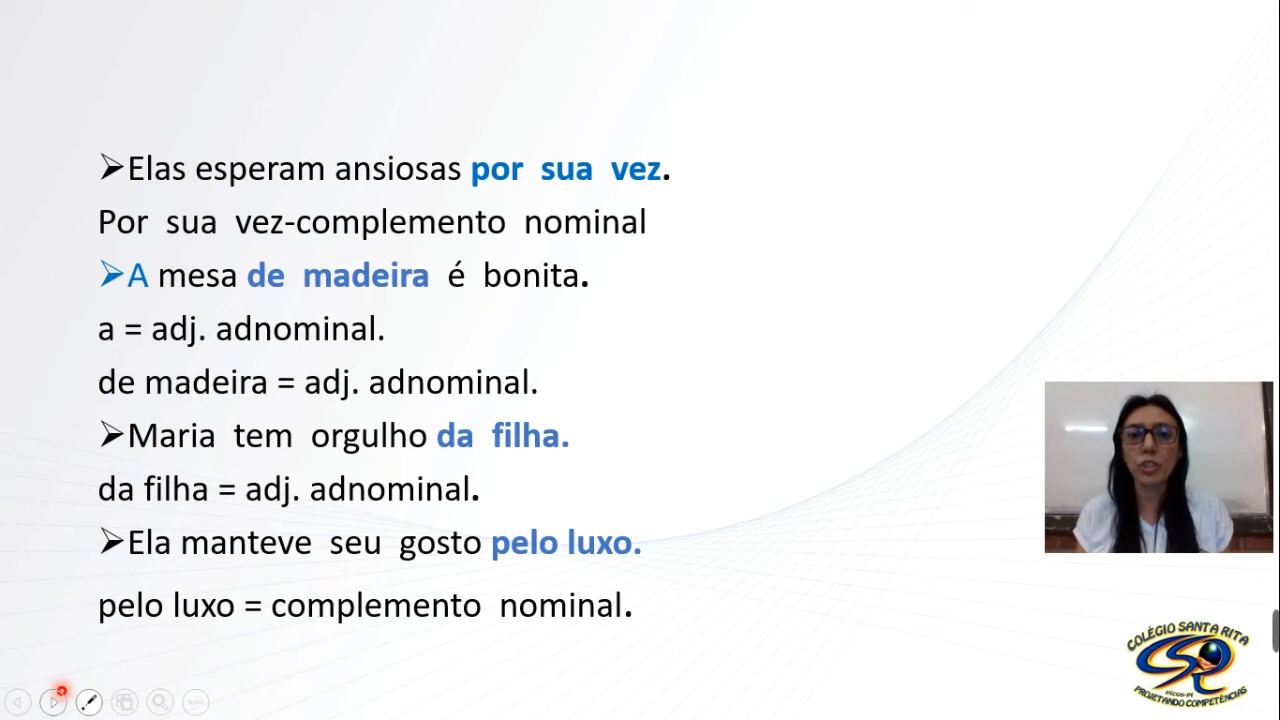 ➢Elas esperam ansiosas por sua vez.
Por sua vez-complemento nominal
➢A mesa de madeira é bonita.
a = adj. adnominal.
de madeira = adj. adnominal.
➢Maria tem orgulho da filha.
da filha = adj. adnominal.
➢Ela manteve seu gosto pelo luxo.
pelo luxo = complemento nominal.
COLÉGIO SANTA RITA
PICOS-PI
PROJETANDO COMPETÊNCIAS